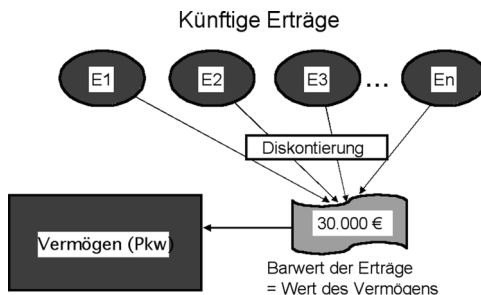 Künftige Erträge
E1 E2 E3 ... En
Diskontierung
30.000 €
Vermögen (Pkw)
Barwert der Erträge
= Wert des Vermögens